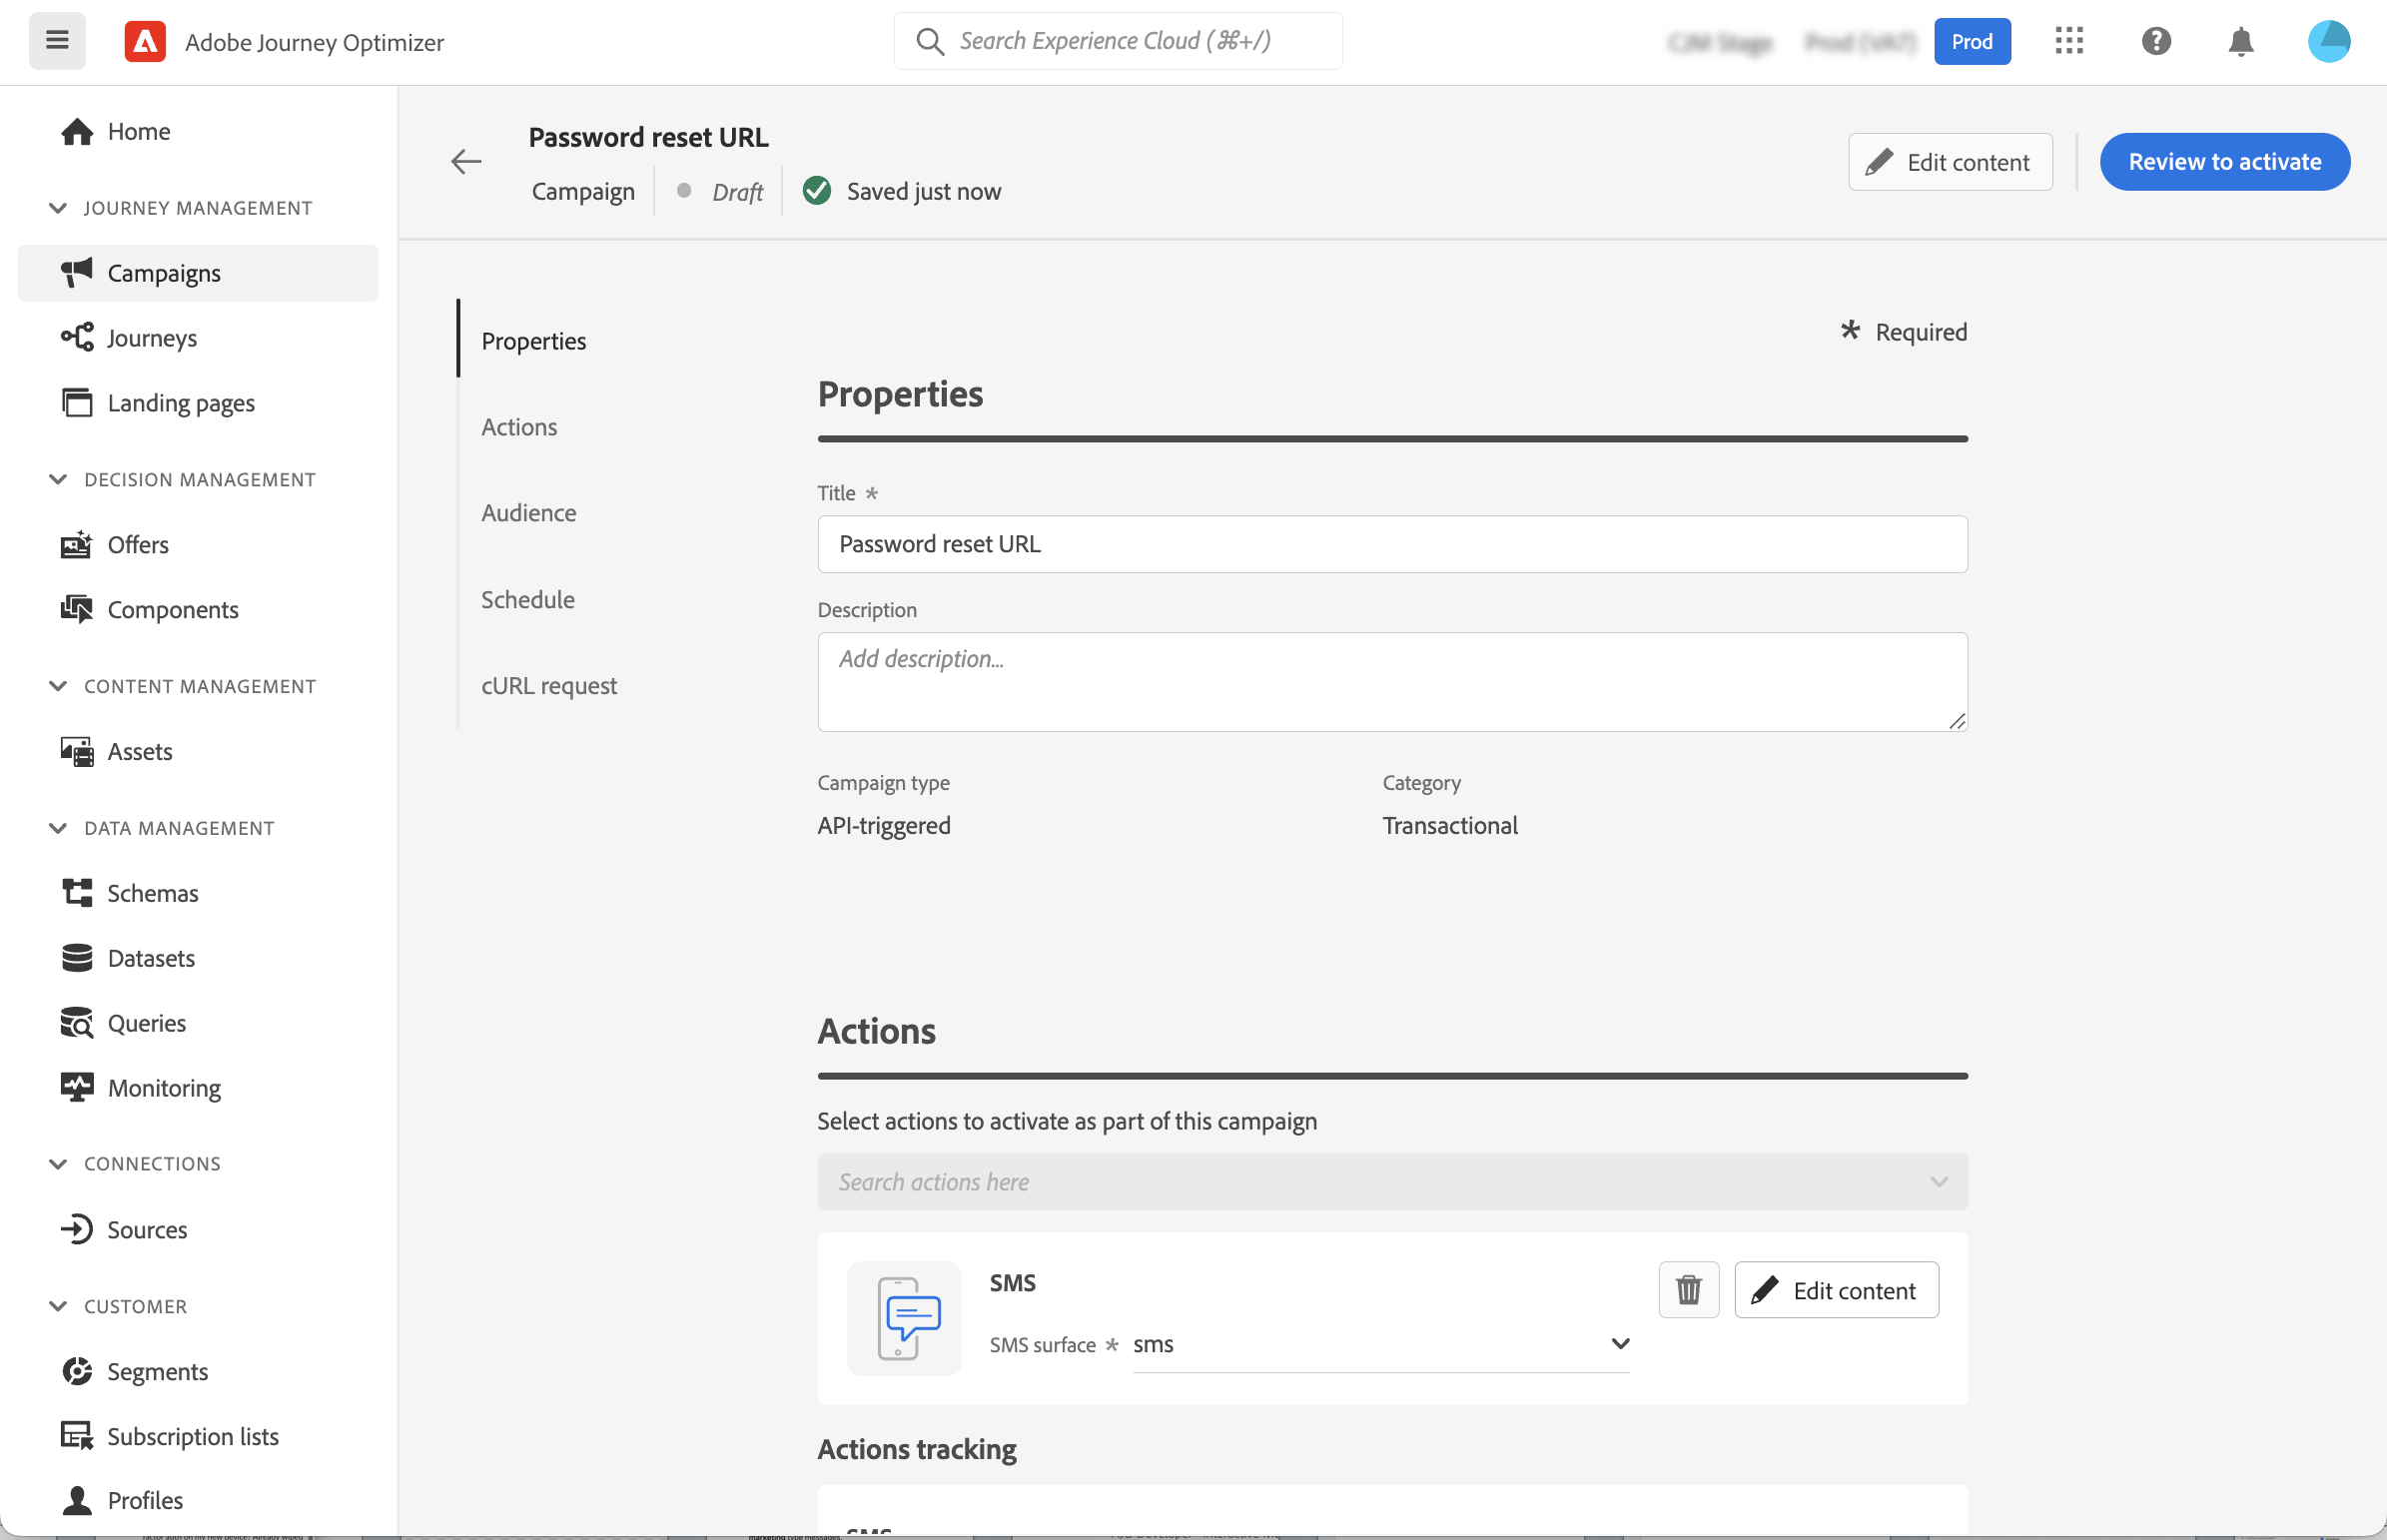 Adobe Journey Optimizer
Search Experience Cloud (⌘+/)
Prod
Home
JOURNEY MANAGEMENT
Campaigns
Journeys
Landing pages
DECISION MANAGEMENT
Offers
Components
CONTENT MANAGEMENT
Assets
DATA MANAGEMENT
Schemas
Datasets
Queries
Monitoring
CONNECTIONS
Sources
CUSTOMER
Segments
Subscription lists
Profiles
Password reset URL
Campaign Draft Saved just now
Edit content
Review to activate
Properties
Actions
Audience
Schedule
cURL request
* Required
Properties
Title *
Password reset URL
Description
Add description...
Campaign type Category
API-triggered Transactional
Actions
Select actions to activate as part of this campaign
Search actions here
SMS
Edit content
SMS surface * sms
Actions tracking
SMS